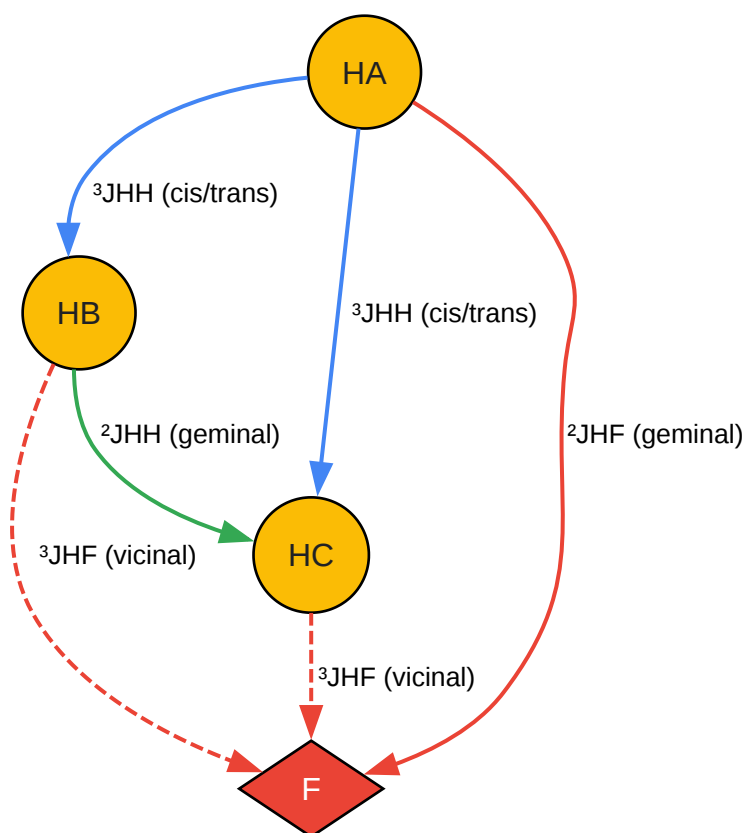 HA
³JHH (cis/trans)
HB
³JHH (cis/trans)
²JHH (geminal)
²JHF (geminal)
³JHF (vicinal)
HC
³JHF (vicinal)
F